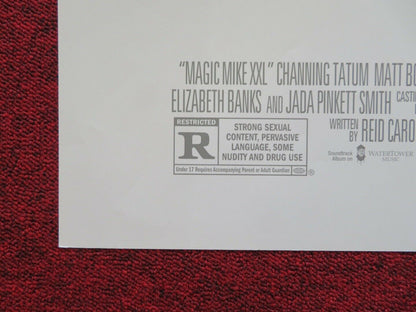 "MAGIC MIKE XXL" CHANNING TATUM MATT BO
ELIZABETH BANKS AND JADA PINKETT SMITH CASTI
WRITTEN BY REID CARO
RESTRICTED
R
STRONG SEXUAL
CONTENT, PERVASIVE
LANGUAGE, SOME
NUDITY AND DRUG USE
Under 17 Requires Accompanying Parent or Adult Guardian
®
Soundtrack
Album on
WATERTOWER
MUSIC